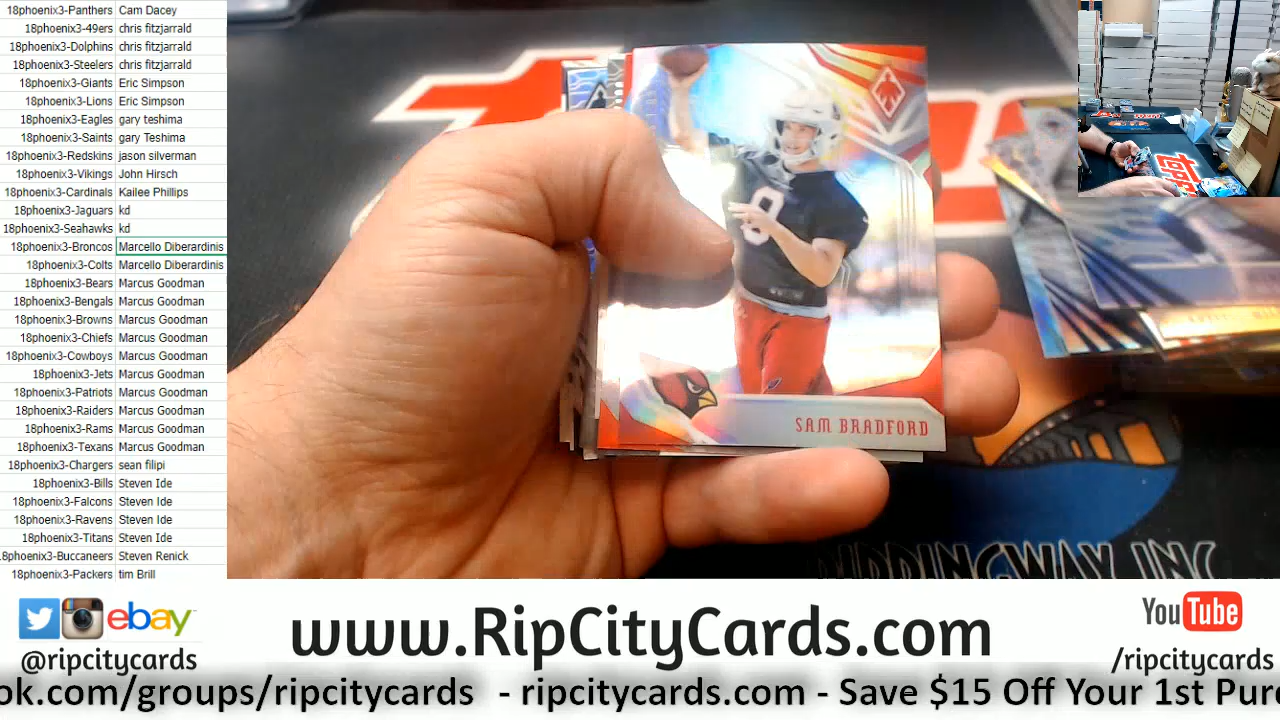 18phoenix3-Panthers Cam Dacey
18phoenix3-49ers chris fitzjarrald
18phoenix3-Dolphins chris fitzjarrald
18phoenix3-Steelers chris fitzjarrald
18phoenix3-Giants Eric Simpson
18phoenix3-Lions Eric Simpson
18phoenix3-Eagles gary teshima
18phoenix3-Saints gary Teshima
18phoenix3-Redskins jason silverman
18phoenix3-Vikings John Hirsch
18phoenix3-Cardinals Kailee Phillips
18phoenix3-Jaguars kd
18phoenix3-Seahawks kd
18phoenix3-Broncos Marcello Diberardinis
18phoenix3-Colts Marcello Diberardinis
18phoenix3-Bears Marcus Goodman
18phoenix3-Bengals Marcus Goodman
18phoenix3-Browns Marcus Goodman
18phoenix3-Chiefs Marcus Goodman
18phoenix3-Cowboys Marcus Goodman
18phoenix3-Jets Marcus Goodman
18phoenix3-Patriots Marcus Goodman
18phoenix3-Raiders Marcus Goodman
18phoenix3-Rams Marcus Goodman
18phoenix3-Texans Marcus Goodman
18phoenix3-Chargers sean filipi
18phoenix3-Bills Steven Ide
18phoenix3-Falcons Steven Ide
18phoenix3-Ravens Steven Ide
18phoenix3-Titans Steven Ide
18phoenix3-Buccaneers Steven Renick
18phoenix3-Packers tim Brill
8
SAM BRADFORD
INC
ebay
@ripcitycards
www.RipCityCards.com
YouTube
/ripcitycards
ok.com/groups/ripcitycards - ripcitycards.com - Save $15 Off Your 1st Purc